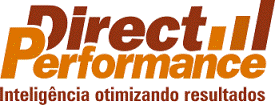 Direct
Performance
Inteligência otimizando resultados